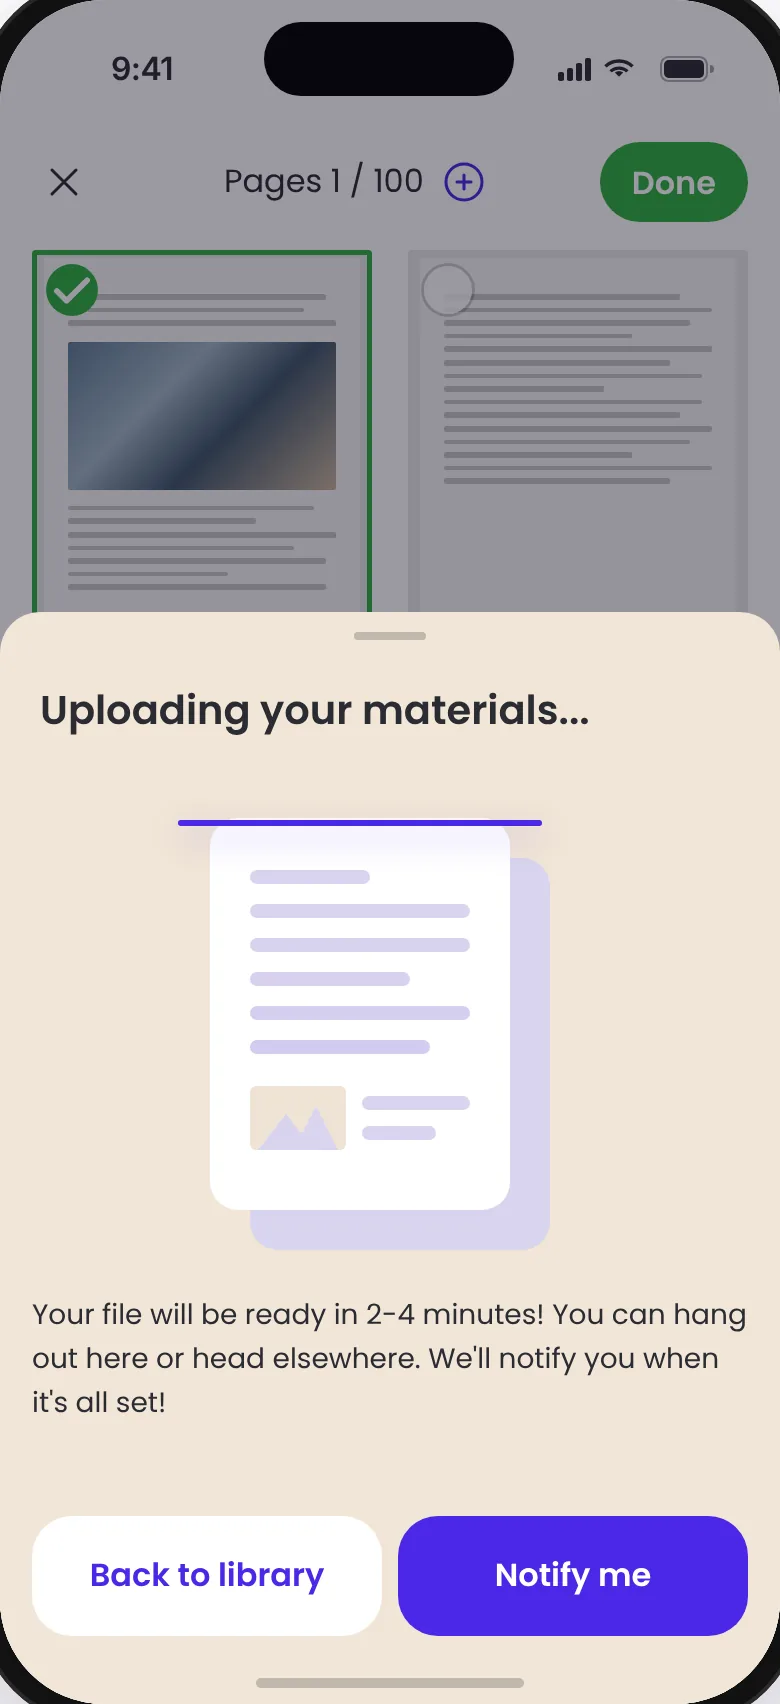 9:41
Pages 1 / 100
Done
Uploading your materials...
Your file will be ready in 2-4 minutes! You can hang
out here or head elsewhere. We'll notify you when
it's all set!
Back to library
Notify me